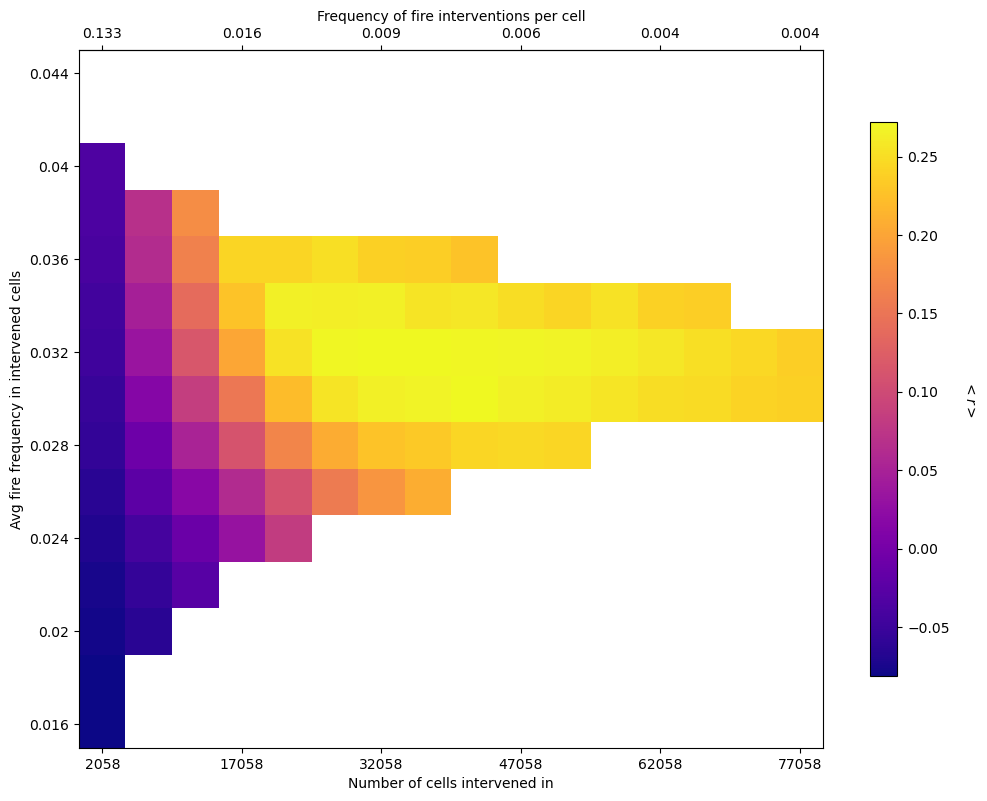 Frequency of fire interventions per cell
0.133 0.016 0.009 0.006 0.004 0.004
0.044
0.04
0.036
0.032
0.028
0.024
0.02
0.016
Avg fire frequency in intervened cells
2058 17058 32058 47058 62058 77058
Number of cells intervened in
0.25
0.20
0.15
0.10
0.05
0.00
−0.05
< r >